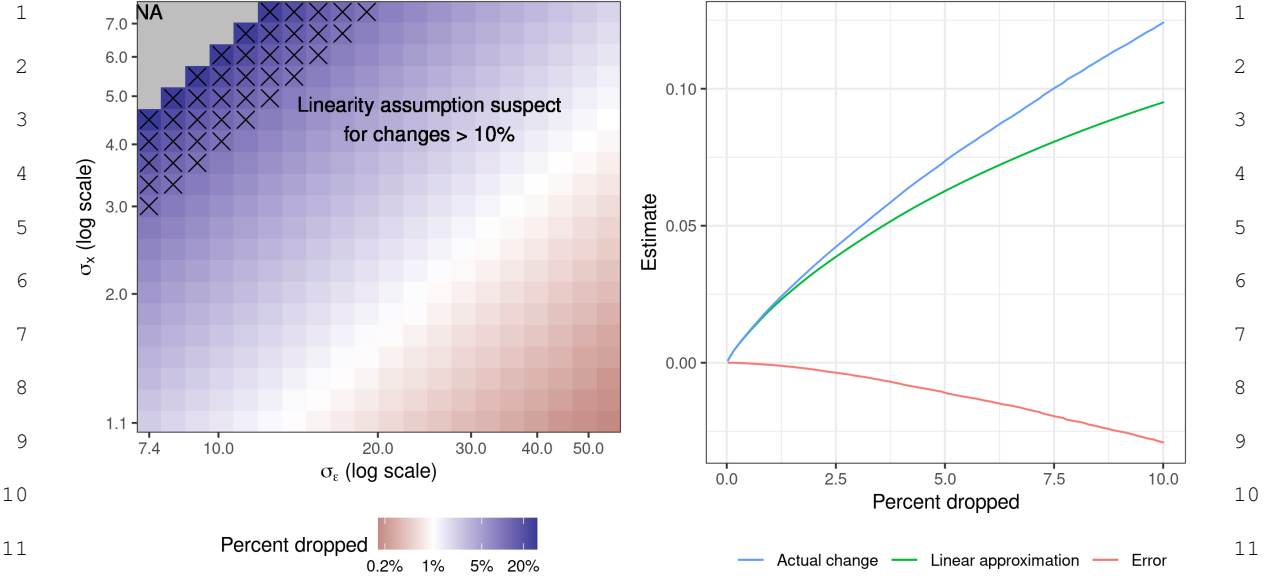 1
2
3
4
5
6
7
8
9
10
11
NA
Linearity assumption suspect
for changes > 10%
σx (log scale)
7.0
6.0
5.0
4.0
3.0
2.0
1.1
7.4 10.0 20.0 30.0 40.0 50.0
σε (log scale)
Percent dropped
0.2% 1% 5% 20%
Estimate
0.10
0.05
0.00
0.0 2.5 5.0 7.5 10.0
Percent dropped
Actual change Linear approximation Error
1
2
3
4
5
6
7
8
9
10
11